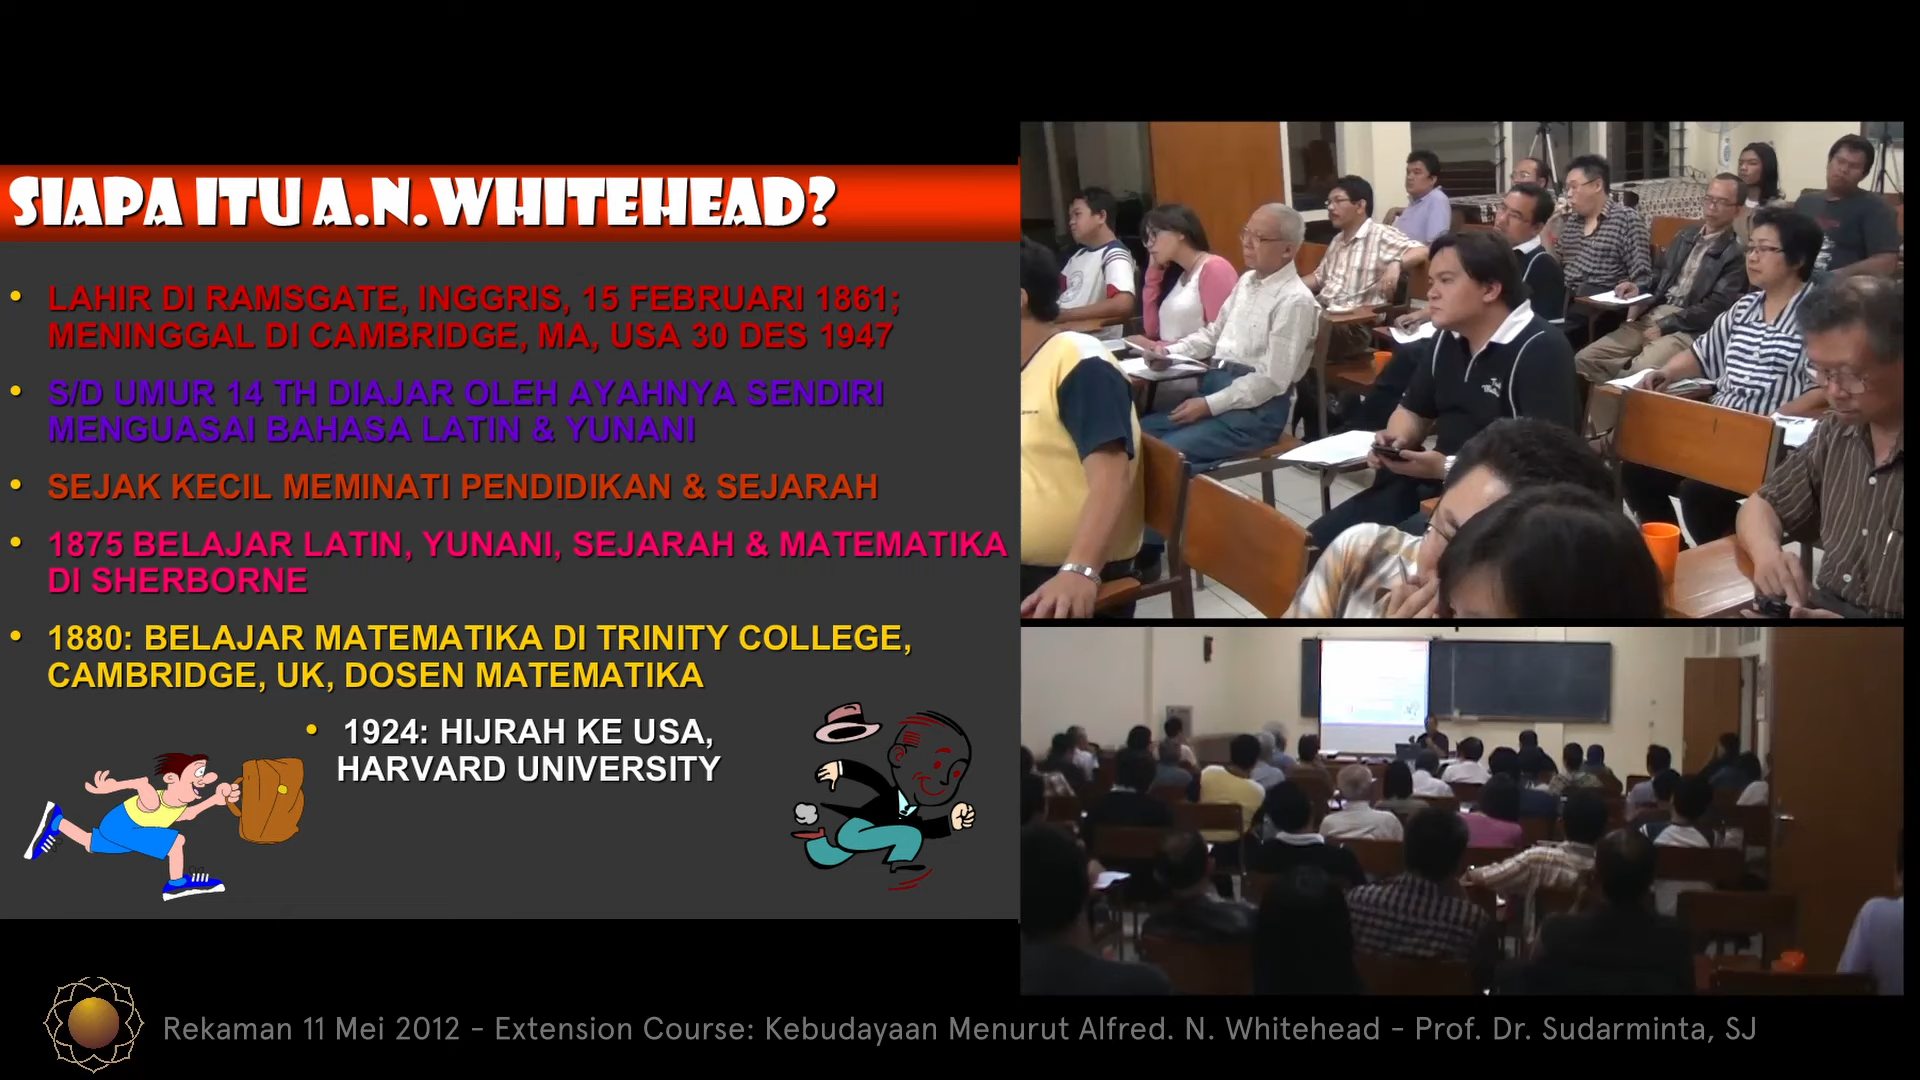 SIAPA ITU A.N. WHITEHEAD?
• LAHIR DI RAMSGATE, INGGRIS, 15 FEBRUARI 1861;
MENINGGAL DI CAMBRIDGE, MA, USA 30 DES 1947
• S/D UMUR 14 TH DIAJAR OLEH AYAHNYA SENDIRI
MENGUASAI BAHASA LATIN & YUNANI
• SEJAK KECIL MEMINATI PENDIDIKAN & SEJARAH
• 1875 BELAJAR LATIN, YUNANI, SEJARAH & MATEMATIKA
DI SHERBORNE
• 1880: BELAJAR MATEMATIKA DI TRINITY COLLEGE,
CAMBRIDGE, UK, DOSEN MATEMATIKA
• 1924: HIJRAH KE USA,
HARVARD UNIVERSITY
Rekaman 11 Mei 2012 - Extension Course: Kebudayaan Menurut Alfred. N. Whitehead - Prof. Dr. Sudarminta, SJ